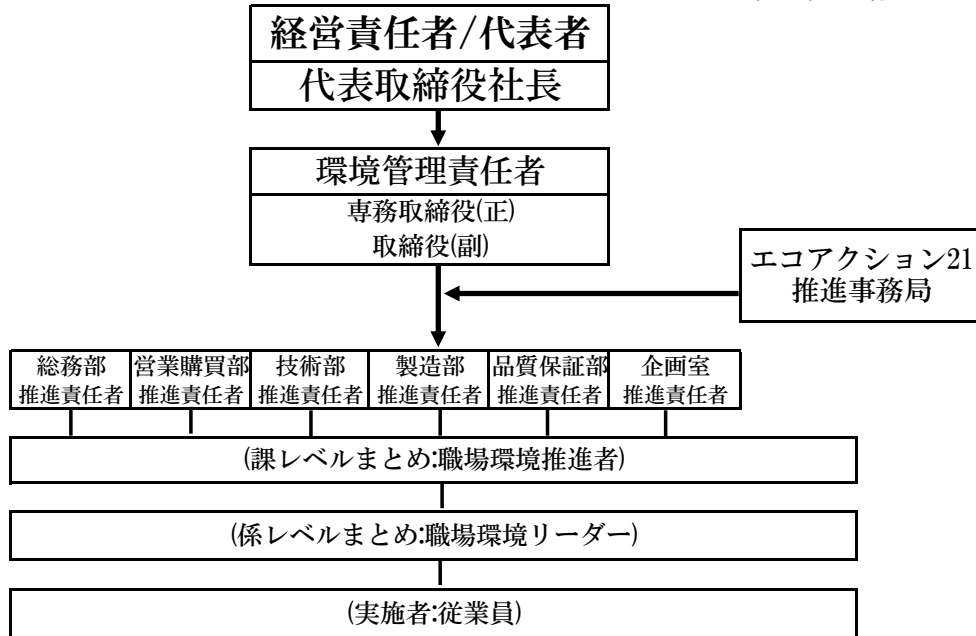 経営責任者/代表者
代表取締役社長
環境管理責任者
専務取締役(正)
取締役(副)
エコアクション21
推進事務局
総務部 営業購買部 技術部 製造部 品質保証部 企画室
推進責任者 推進責任者 推進責任者 推進責任者 推進責任者 推進責任者
(課レベルまとめ:職場環境推進者)
(係レベルまとめ:職場環境リーダー)
(実施者:従業員)